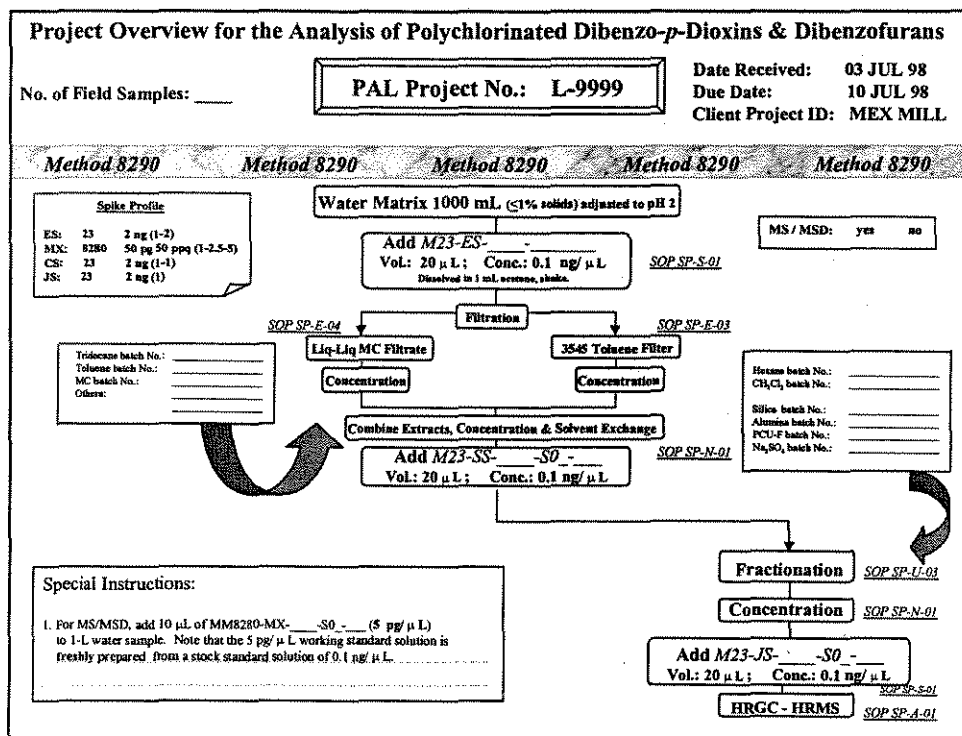 Project Overview for the Analysis of Polychlorinated Dibenzo-p-Dioxins & Dibenzofurans
No. of Field Samples: ____
PAL Project No.: L-9999
Date Received: 03 JUL 98
Due Date: 10 JUL 98
Client Project ID: MEX MILL
Method 8290 Method 8290 Method 8290 Method 8290 Method 8290
Spike Profile
ES: 23 2 ng (1-2)
MX: 8280 50 pg 50 ppq (1-2.5-5)
CS: 23 2 ng (1-1)
JS: 23 2 ng (1)
Water Matrix 1000 mL (≤1% solids) adjusted to pH 2
MS / MSD: yes no
Add M23-ES-____-________
Vol.: 20 μL; Conc.: 0.1 ng/ μL
Dissolved in 1 mL acetone, shake.
SOP SP-S-01
Filtration
SOP SP-E-04
SOP SP-E-03
Liq-Liq MC Filtrate
3545 Toluene Filter
Concentration
Concentration
Tridecane batch No.:
Toluene batch No.:
MC batch No.:
Others:
Hexane batch No.:
CH₂Cl₂ batch No.:
Silica batch No.:
Alumina batch No.:
PCU-F batch No.:
Na₂SO₄ batch No.:
Combine Extracts, Concentration & Solvent Exchange
Add M23-SS-____-S0_-___
Vol.: 20 μL; Conc.: 0.1 ng/ μL
SOP SP-N-01
Fractionation
SOP SP-U-03
Concentration
SOP SP-N-01
Add M23-JS-____-S0_-___
Vol.: 20 μL; Conc.: 0.1 ng/ μL
SOP SP-S-01
HRGC - HRMS
SOP SP-A-01
Special Instructions:
1. For MS/MSD, add 10 μL of MM8280-MX-____-S0_-___ (5 pg/ μL)
to 1-L water sample. Note that the 5 pg/ μL working standard solution is
freshly prepared from a stock standard solution of 0.1 ng/ μL.